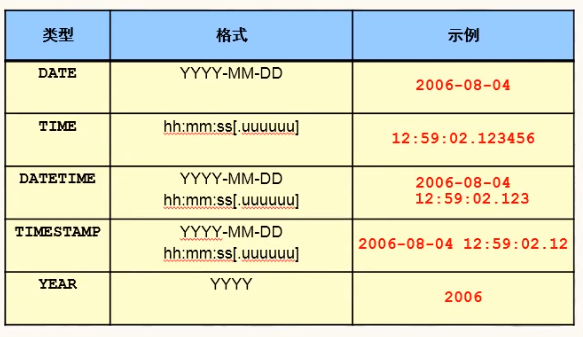 类型 格式 示例
DATE YYYY-MM-DD 2006-08-04
TIME hh:mm:ss[.uuuuuu] 12:59:02.123456
DATETIME YYYY-MM-DD 2006-08-04
hh:mm:ss[.uuuuuu] 12:59:02.123
TIMESTAMP YYYY-MM-DD 2006-08-04 12:59:02.12
hh:mm:ss[.uuuuuu]
YEAR YYYY 2006